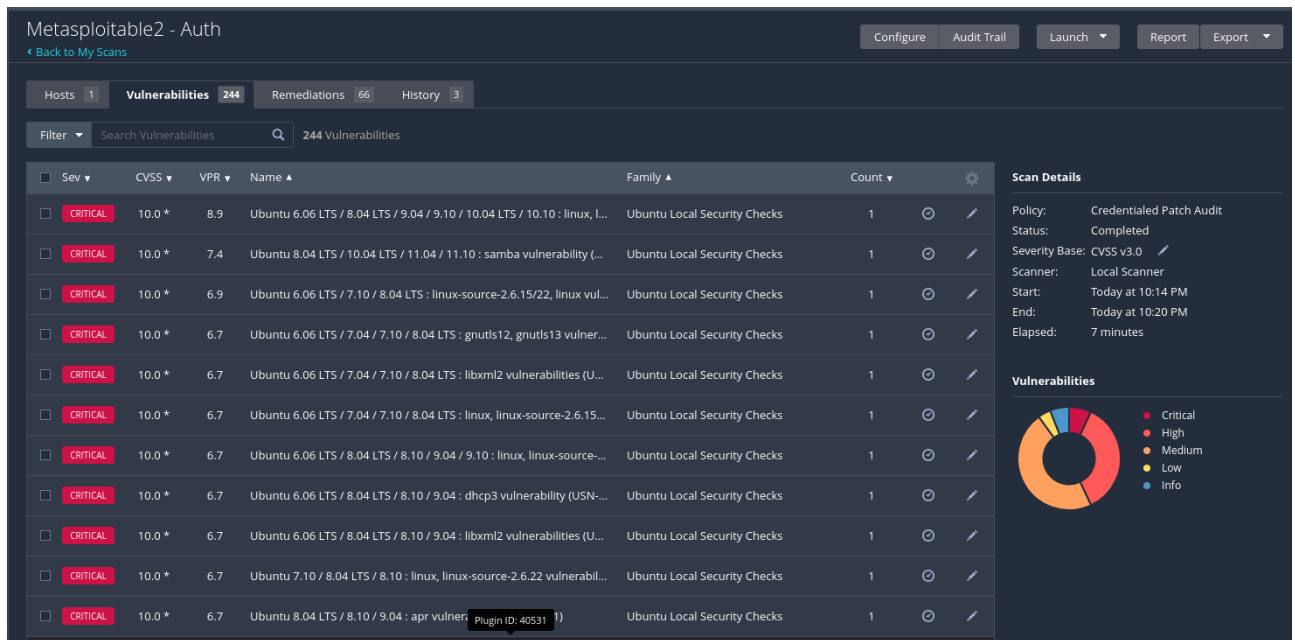 Metasploitable2 - Auth
Back to My Scans
Configure Audit Trail Launch Report Export
Hosts 1 Vulnerabilities 244 Remediations 66 History 3
Filter Search Vulnerabilities 244 Vulnerabilities
Sev CVSS VPR Name Family Count
CRITICAL 10.0 * 8.9 Ubuntu 6.06 LTS / 8.04 LTS / 9.04 / 9.10 / 10.04 LTS / 10.10 : linux, l... Ubuntu Local Security Checks 1
CRITICAL 10.0 * 7.4 Ubuntu 8.04 LTS / 10.04 LTS / 11.04 / 11.10 : samba vulnerability (... Ubuntu Local Security Checks 1
CRITICAL 10.0 * 6.9 Ubuntu 6.06 LTS / 7.10 / 8.04 LTS : linux-source-2.6.15/22, linux vul... Ubuntu Local Security Checks 1
CRITICAL 10.0 * 6.7 Ubuntu 6.06 LTS / 7.04 / 7.10 / 8.04 LTS : gnutls12, gnutls13 vulner... Ubuntu Local Security Checks 1
CRITICAL 10.0 * 6.7 Ubuntu 6.06 LTS / 7.04 / 7.10 / 8.04 LTS : libxml2 vulnerabilities (U... Ubuntu Local Security Checks 1
CRITICAL 10.0 * 6.7 Ubuntu 6.06 LTS / 7.04 / 7.10 / 8.04 LTS : linux, linux-source-2.6.15... Ubuntu Local Security Checks 1
CRITICAL 10.0 * 6.7 Ubuntu 6.06 LTS / 8.04 LTS / 8.10 / 9.04 / 9.10 : linux, linux-source-... Ubuntu Local Security Checks 1
CRITICAL 10.0 * 6.7 Ubuntu 6.06 LTS / 8.04 LTS / 8.10 / 9.04 : dhcp3 vulnerability (USN-... Ubuntu Local Security Checks 1
CRITICAL 10.0 * 6.7 Ubuntu 6.06 LTS / 8.04 LTS / 8.10 / 9.04 : libxml2 vulnerabilities (U... Ubuntu Local Security Checks 1
CRITICAL 10.0 * 6.7 Ubuntu 7.10 / 8.04 LTS / 8.10 : linux, linux-source-2.6.22 vulnerabil... Ubuntu Local Security Checks 1
CRITICAL 10.0 * 6.7 Ubuntu 8.04 LTS / 8.10 / 9.04 : apr 1) Ubuntu Local Security Checks 1
Plugin ID: 40531
Scan Details
Policy: Credentialed Patch Audit
Status: Completed
Severity Base: CVSS v3.0
Scanner: Local Scanner
Start: Today at 10:14 PM
End: Today at 10:20 PM
Elapsed: 7 minutes
Vulnerabilities
Critical
High
Medium
Low
Info